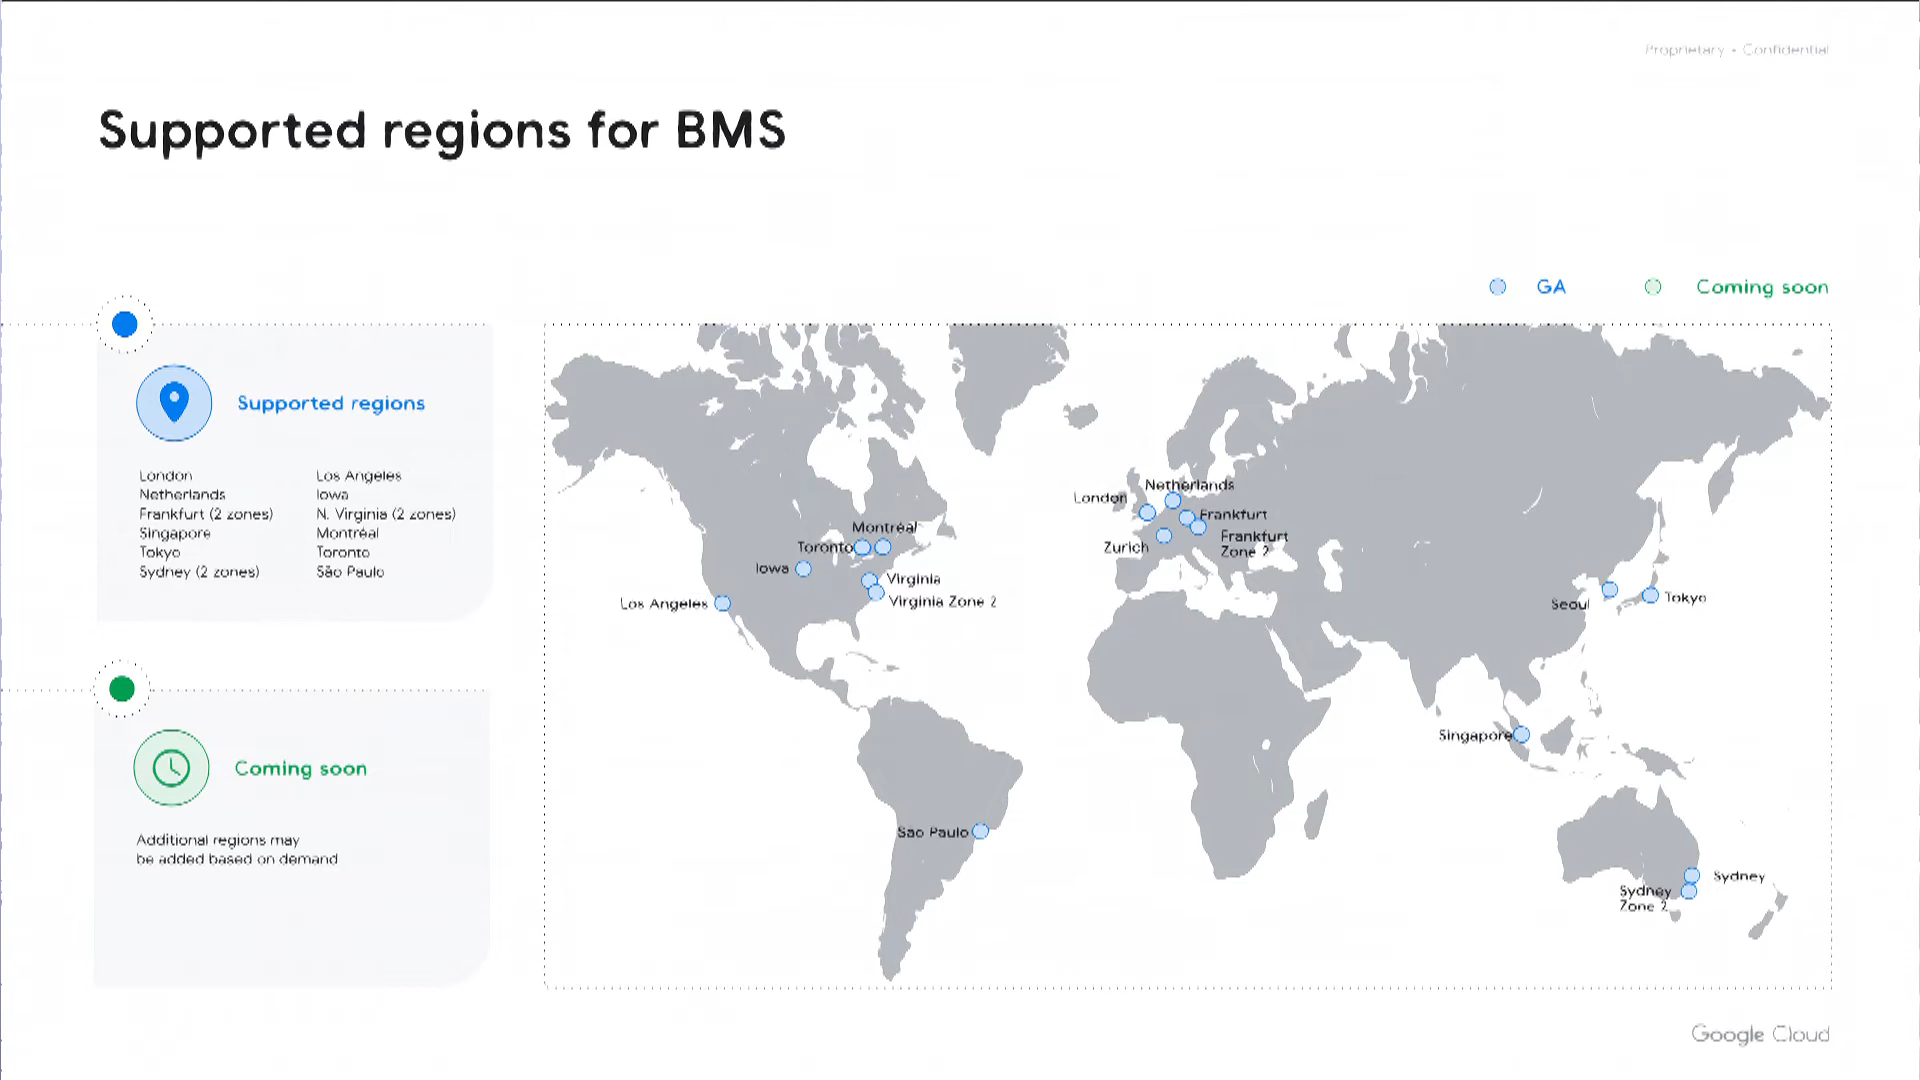 Proprietary + Confidential
Supported regions for BMS
GA
Coming soon
Supported regions
London
Netherlands
Frankfurt (2 zones)
Singapore
Tokyo
Sydney (2 zones)
Los Angeles
Iowa
N. Virginia (2 zones)
Montréal
Toronto
São Paulo
Coming soon
Additional regions may
be added based on demand
Netherlands
London
Frankfurt
Frankfurt
Zone 2
Zurich
Montréal
Toronto
Iowa
Virginia
Virginia Zone 2
Los Angeles
Seoul
Tokyo
Singapore
São Paulo
Sydney
Sydney
Zone 2
Google Cloud